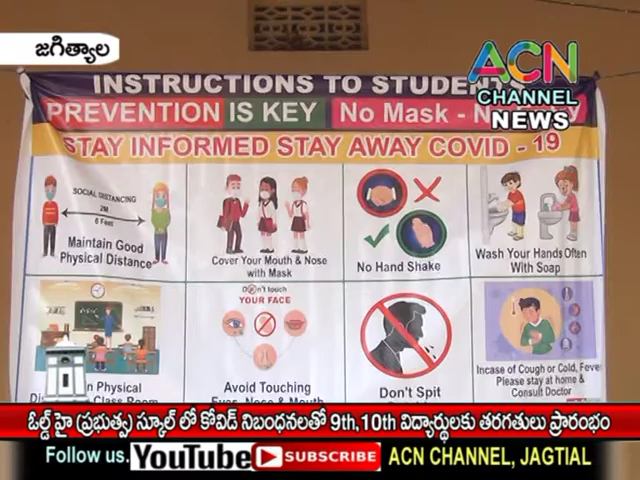 జగిత్యాల
ACN
CHANNEL
NEWS
INSTRUCTIONS TO
PREVENTION IS KEY No Mask -
STAY INFORMED STAY AWAY COVID - 19
SOCIAL DISTANCING
2M
6 Feet
Maintain Good
Physical Distance
Cover Your Mouth & Nose
with Mask
No Hand Shake
Wash Your Hands Often
With Soap
Don't touch
YOUR FACE
Physical
Class Room
Avoid Touching
Eyes, Nose & Mouth
Don't Spit
Incase of Cough or Cold, Fever
Please stay at home &
Consult Doctor
ఓల్డ్ హై (ప్రభుత్వ) స్కూల్ లో కోవిడ్ నిబంధనలతో 9th,10th విద్యార్థులకు తరగతులు ప్రారంభం
Follow us. YouTube SUBSCRIBE ACN CHANNEL, JAGTIAL